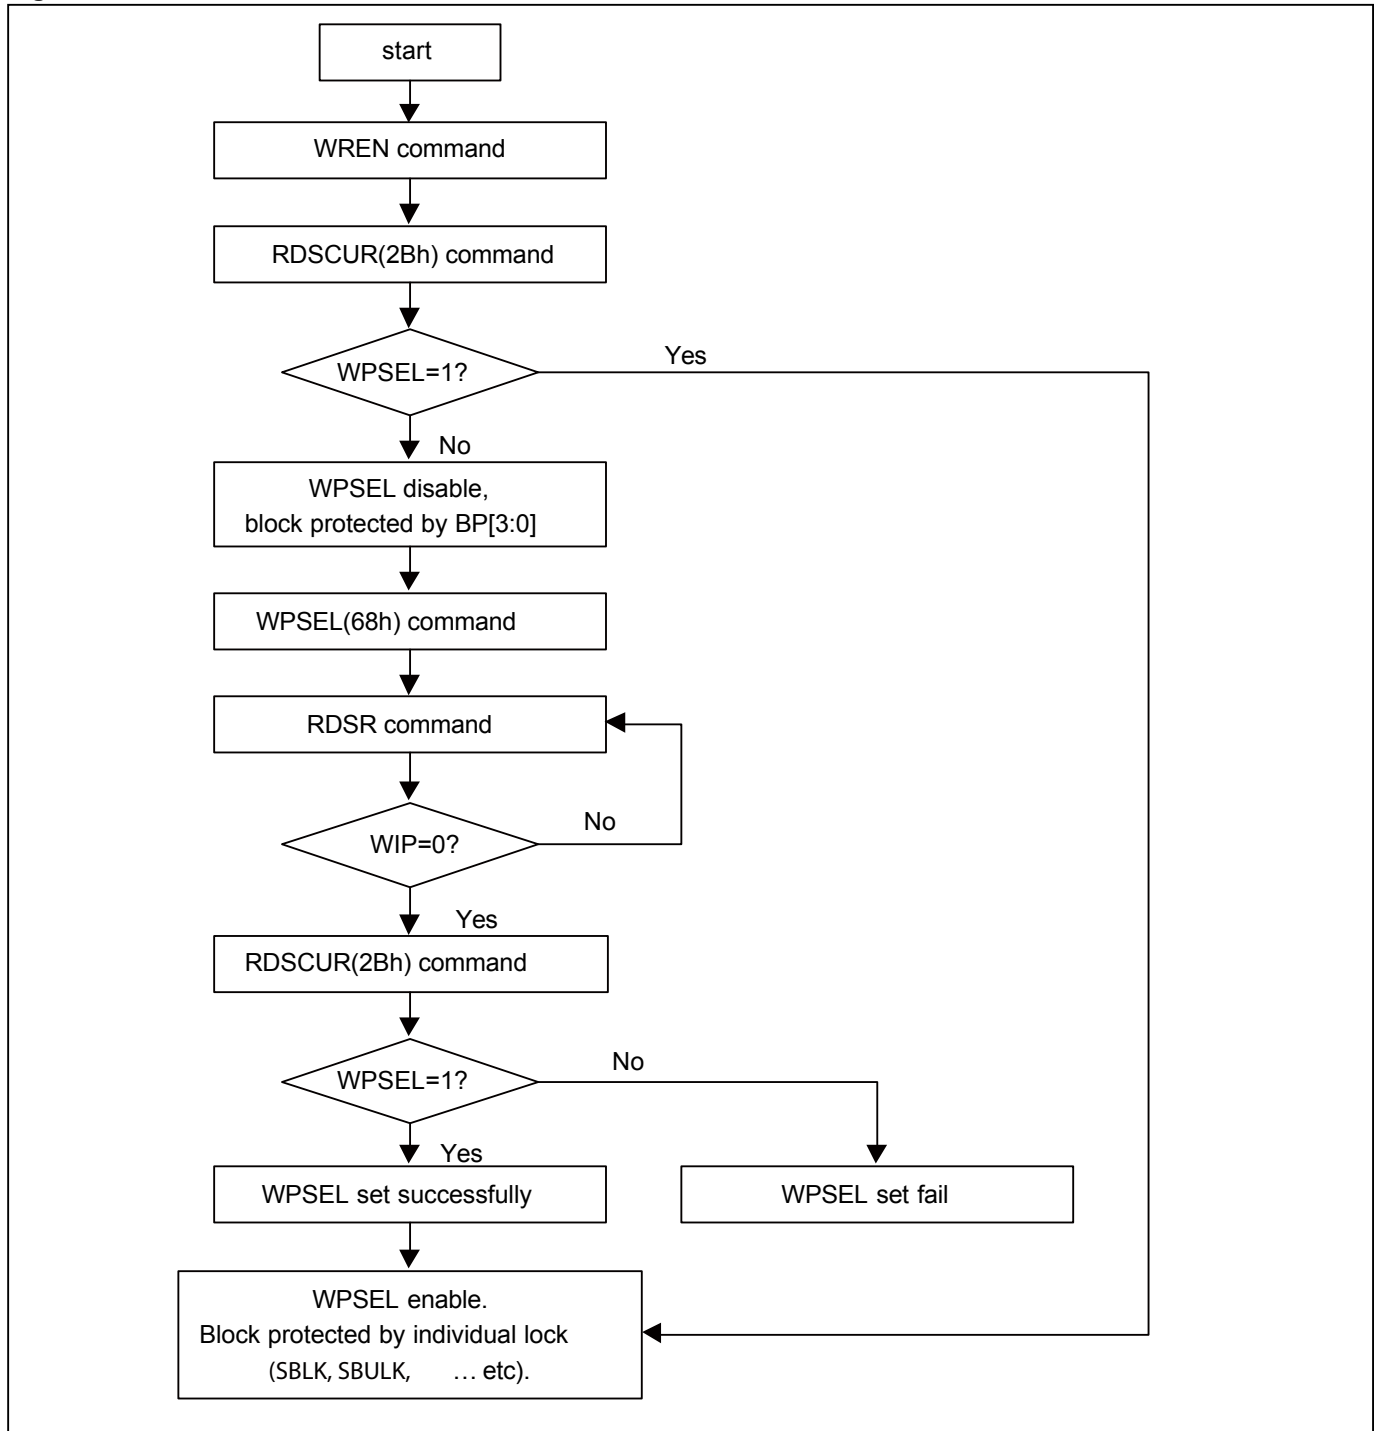 start
WREN command
RDSCUR(2Bh) command
WPSEL=1?
Yes
No
WPSEL disable,
block protected by BP[3:0]
WPSEL(68h) command
RDSR command
WIP=0?
No
Yes
RDSCUR(2Bh) command
WPSEL=1?
No
Yes
WPSEL set successfully
WPSEL set fail
WPSEL enable.
Block protected by individual lock
(SBLK, SBULK, … etc).